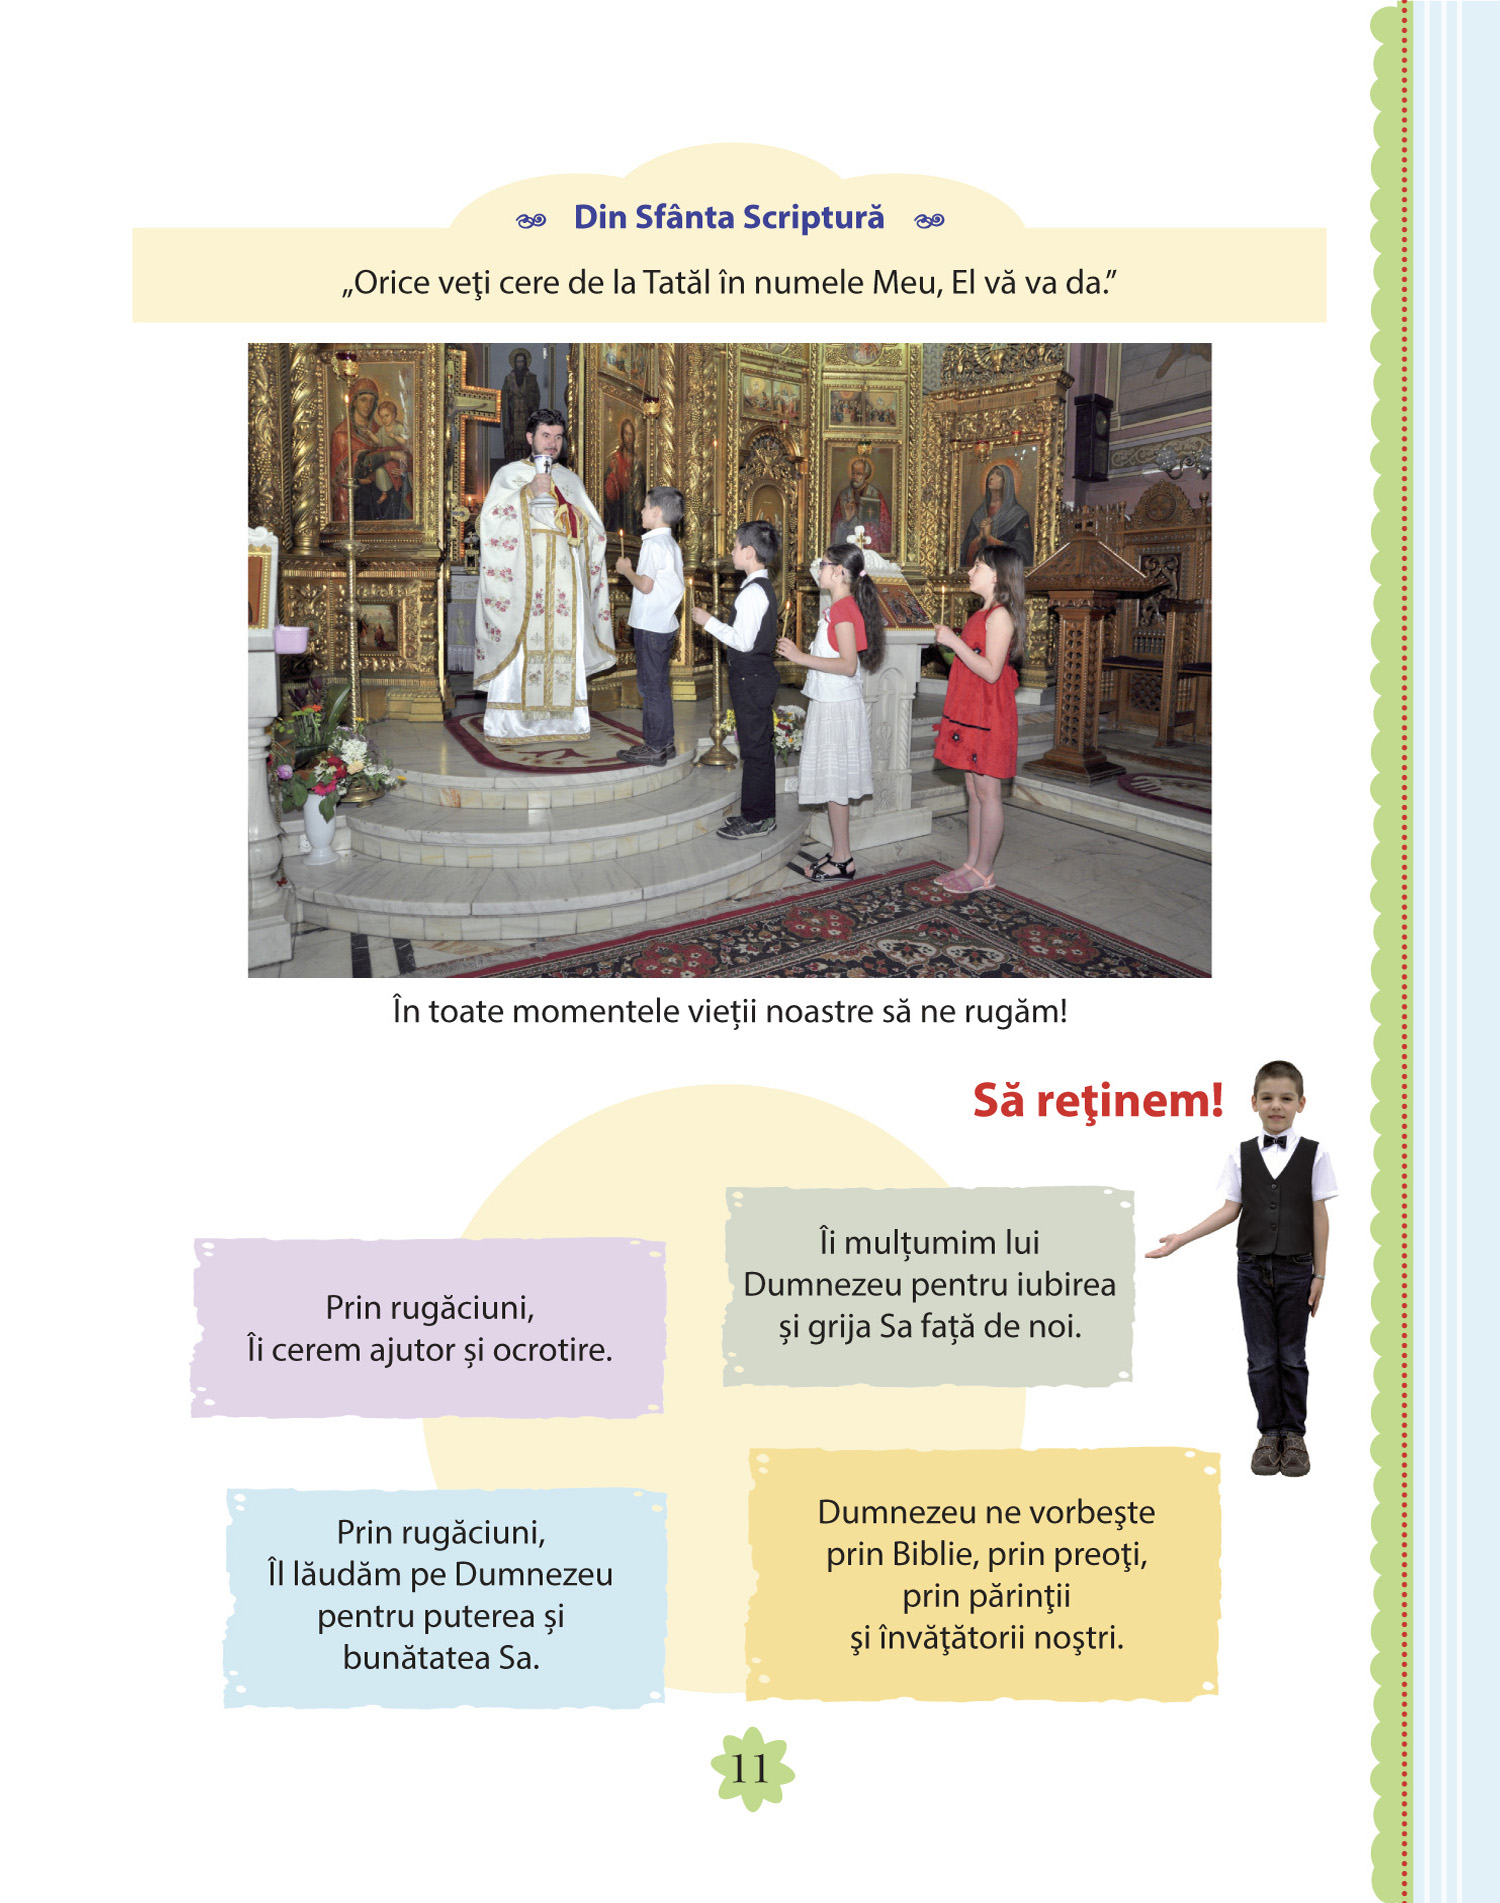 Din Sfânta Scriptură
„Orice veţi cere de la Tatăl în numele Meu, El vă va da.”
În toate momentele vieții noastre să ne rugăm!
Să reţinem!
Îi mulțumim lui
Dumnezeu pentru iubirea
și grija Sa față de noi.
Prin rugăciuni,
Îi cerem ajutor și ocrotire.
Prin rugăciuni,
Îl lăudăm pe Dumnezeu
pentru puterea și
bunătatea Sa.
Dumnezeu ne vorbeşte
prin Biblie, prin preoţi,
prin părinţii
şi învăţătorii noştri.
11